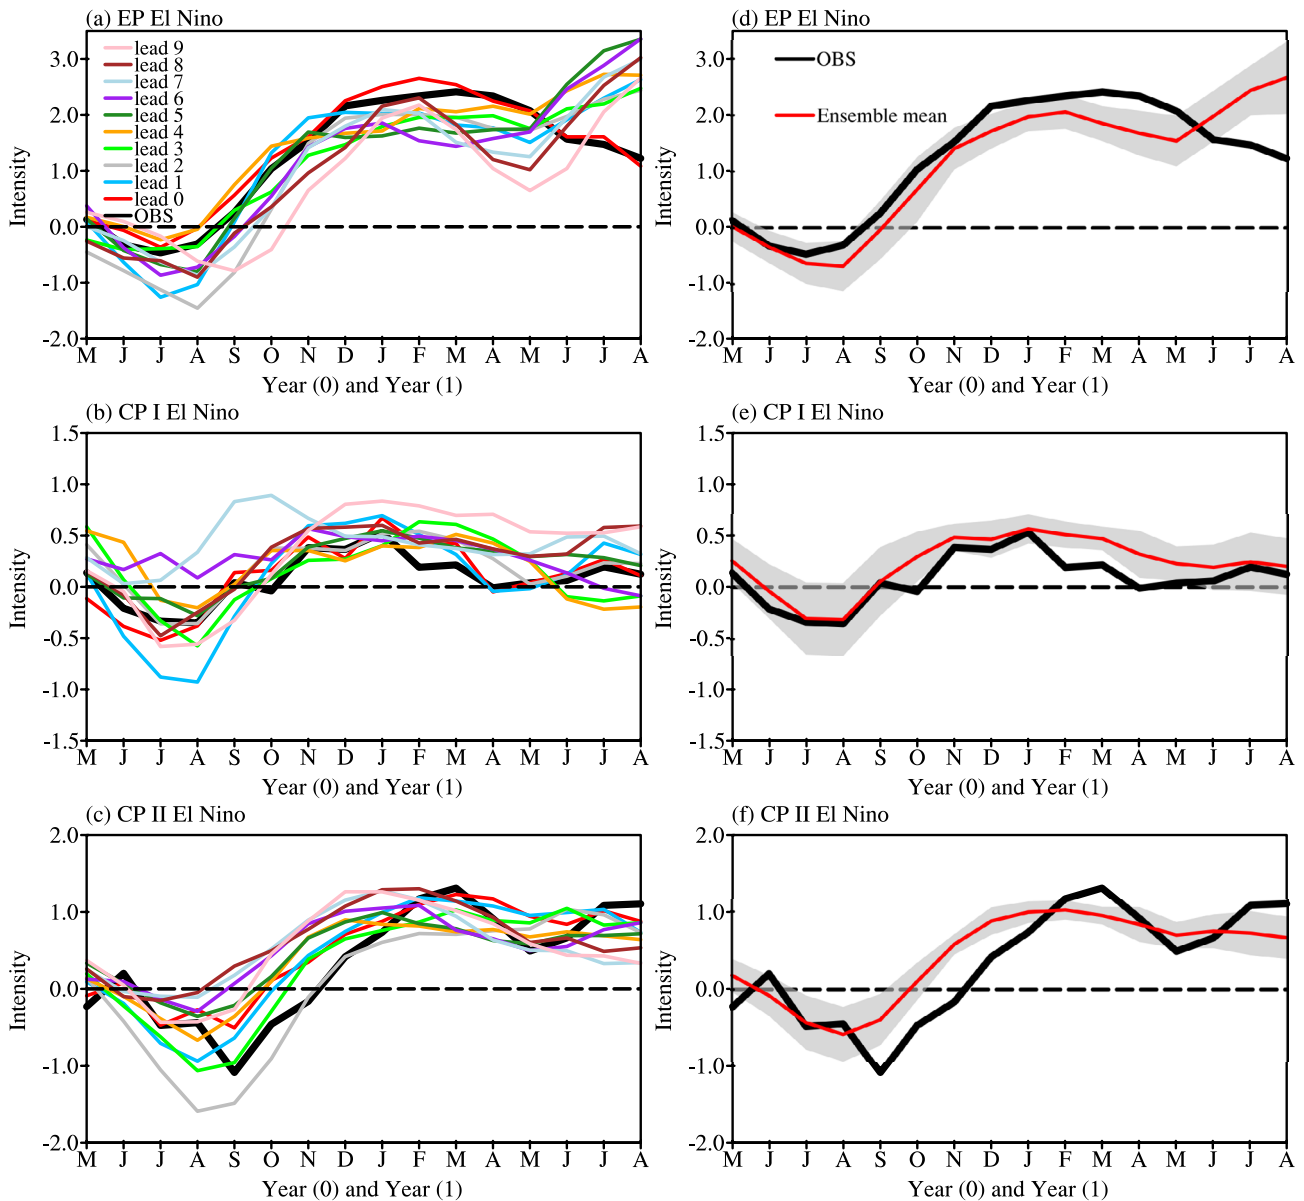 (a) EP El Nino
3.0
2.0
1.0
0.0
-1.0
-2.0
Intensity
lead 9
lead 8
lead 7
lead 6
lead 5
lead 4
lead 3
lead 2
lead 1
lead 0
OBS
M J J A S O N D J F M A M J J A
Year (0) and Year (1)
(d) EP El Nino
3.0
2.0
1.0
0.0
-1.0
-2.0
Intensity
OBS
Ensemble mean
M J J A S O N D J F M A M J J A
Year (0) and Year (1)
(b) CP I El Nino
1.5
1.0
0.5
0.0
-0.5
-1.0
-1.5
Intensity
M J J A S O N D J F M A M J J A
Year (0) and Year (1)
(e) CP I El Nino
1.5
1.0
0.5
0.0
-0.5
-1.0
-1.5
Intensity
M J J A S O N D J F M A M J J A
Year (0) and Year (1)
(c) CP II El Nino
2.0
1.0
0.0
-1.0
-2.0
Intensity
M J J A S O N D J F M A M J J A
Year (0) and Year (1)
(f) CP II El Nino
2.0
1.0
0.0
-1.0
-2.0
Intensity
M J J A S O N D J F M A M J J A
Year (0) and Year (1)